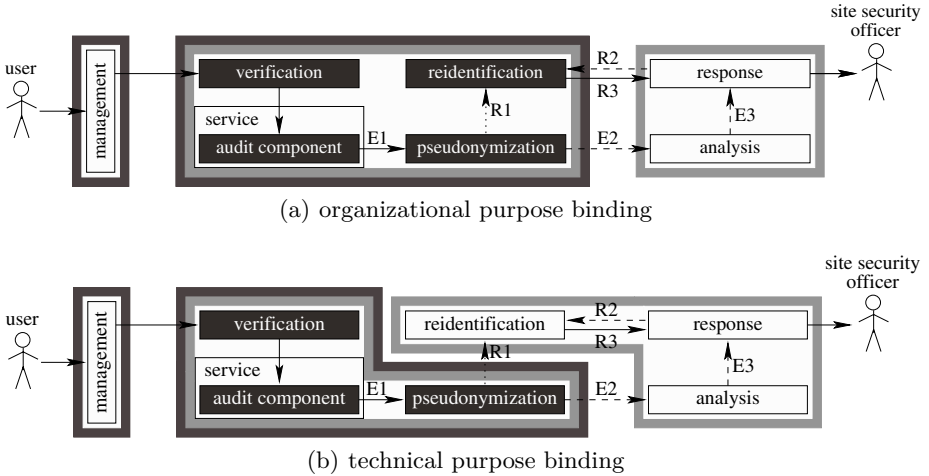 site security
officer
user
management
verification
reidentification
R2
R3
response
service
R1
E3
audit component
E1
pseudonymization
E2
analysis
(a) organizational purpose binding
site security
officer
user
management
verification
reidentification
R2
R3
response
service
R1
E3
audit component
E1
pseudonymization
E2
analysis
(b) technical purpose binding